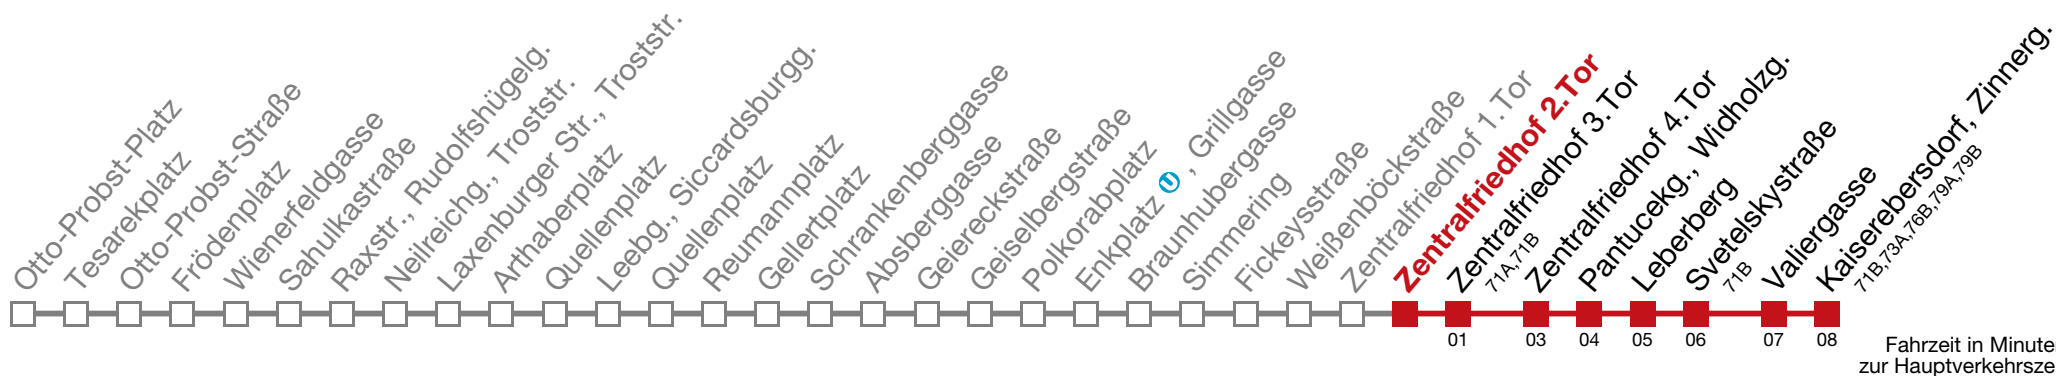 Otto-Probst-Platz
Tesarekplatz
Otto-Probst-Straße
Frödenplatz
Wienerfeldgasse
Sahulkastraße
Raxstr., Rudolfshügelg.
Neilreichg., Troststr.
Laxenburger Str., Troststr.
Arthaberplatz
Quellenplatz
Leebg., Siccardsburgg.
Quellenplatz
Reumannplatz
Gellertplatz
Schrankenberggasse
Absberggasse
Geiereckstraße
Geiselbergstraße
Polkorabplatz
Enkplatz U, Grillgasse
Braunhubergasse
Simmering
Fickeysstraße
Weißenböckstraße
Zentralfriedhof 1.Tor
Zentralfriedhof 2.Tor
Zentralfriedhof 3.Tor
71A,71B
Zentralfriedhof 4.Tor
Pantucekg., Widholzg.
Leberberg
Svetelskystraße
71B
Valiergasse
Kaiserebersdorf, Zinnerg.
71B,73A,76B,79A,79B
01 03 04 05 06 07 08
Fahrzeit in Minuten
zur Hauptverkehrsze